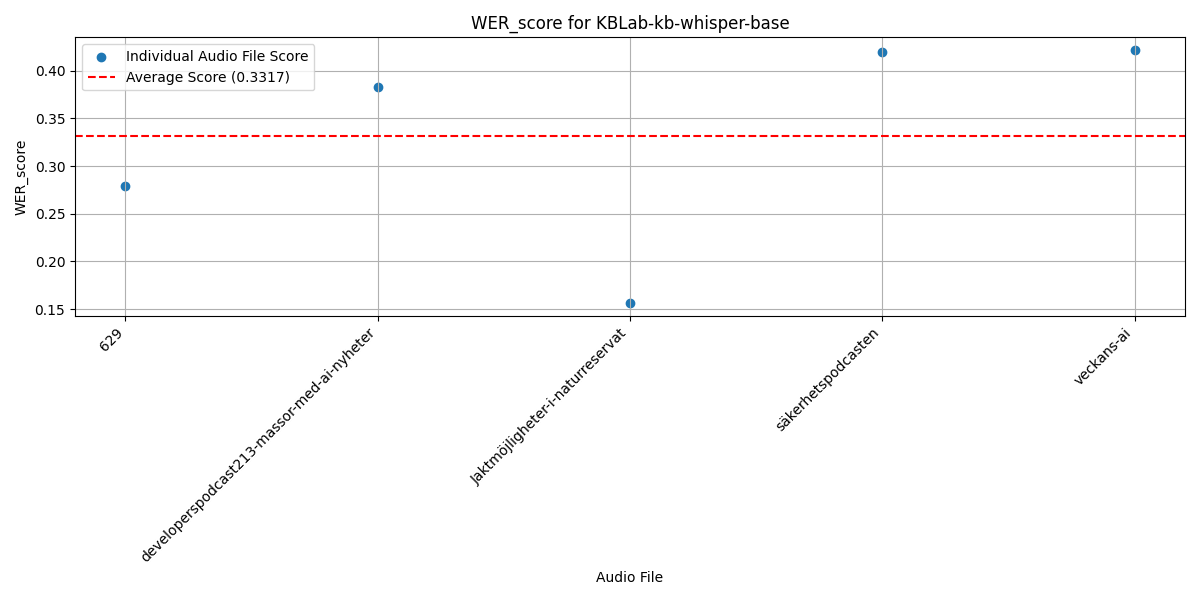 WER_score for KBLab-kb-whisper-base
Individual Audio File Score
Average Score (0.3317)
WER_score
0.40
0.35
0.30
0.25
0.20
0.15
629
developerspodcast213-massor-med-ai-nyheter
Jaktmöjligheter-i-naturreservat
säkerhetspodcasten
veckans-ai
Audio File